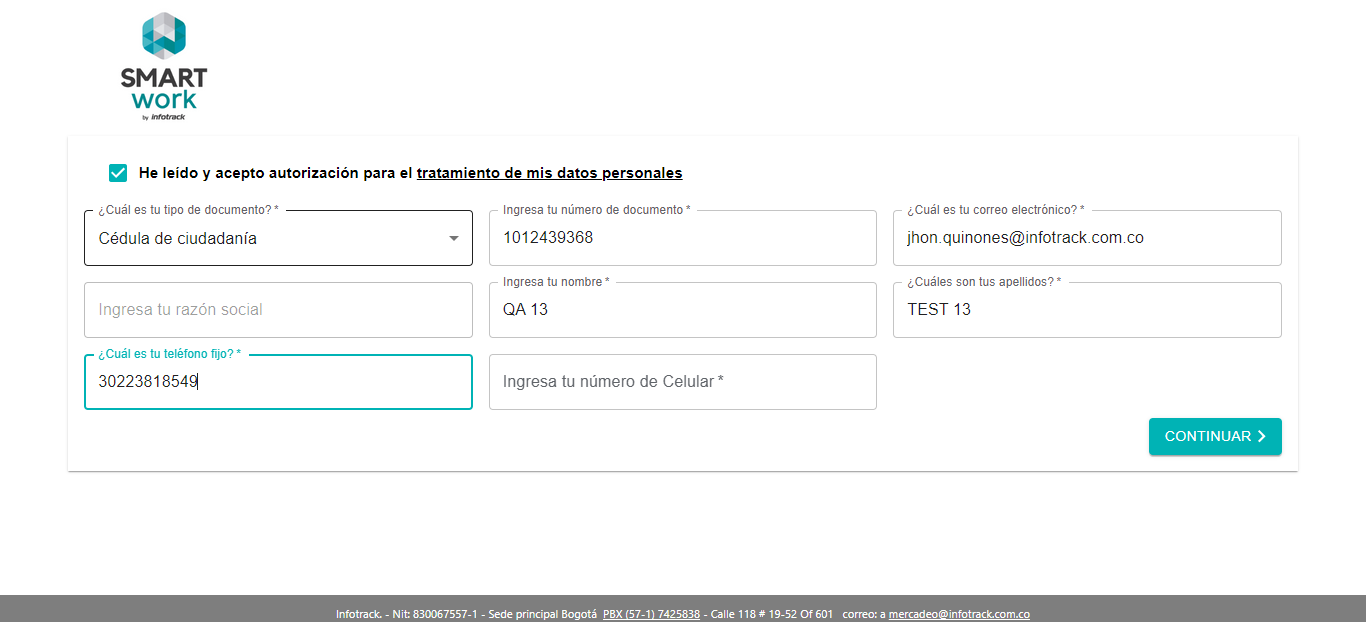 SMART
work
by infotrack
He leído y acepto autorización para el tratamiento de mis datos personales
¿Cuál es tu tipo de documento? *
Cédula de ciudadanía
Ingresa tu número de documento *
1012439368
¿Cuál es tu correo electrónico? *
jhon.quinones@infotrack.com.co
Ingresa tu razón social
Ingresa tu nombre *
QA 13
¿Cuáles son tus apellidos? *
TEST 13
¿Cuál es tu teléfono fijo? *
30223818549
Ingresa tu número de Celular *
CONTINUAR
Infotrack. - Nit: 830067557-1 - Sede principal Bogotá PBX (57-1) 7425838 - Calle 118 # 19-52 Of 601 correo: a mercadeo@infotrack.com.co